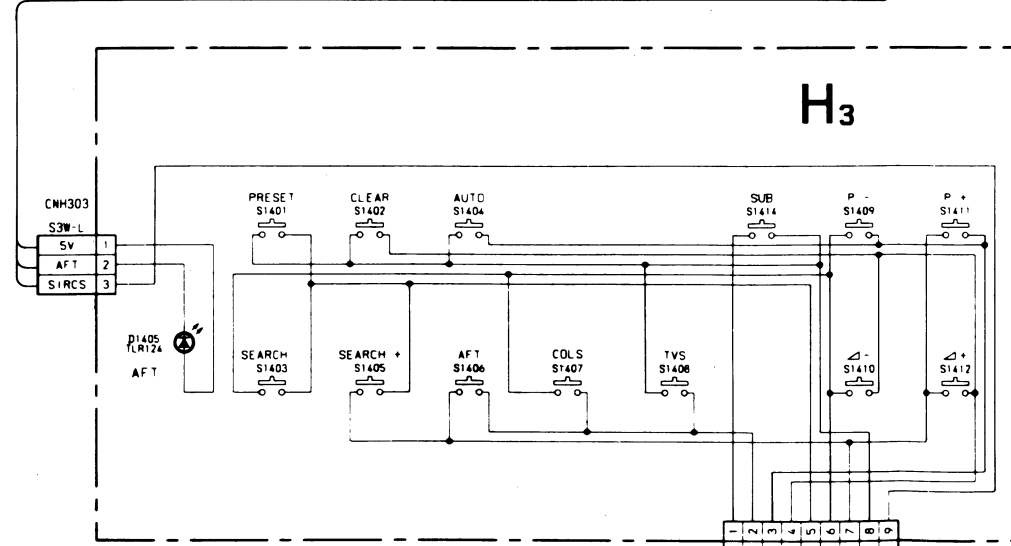 H3
PRESET
S1401
CLEAR
S1402
AUTO
S1404
SUB
S1414
P -
S1409
P +
S1411
CNH303
S3W-L
5V 1
AFT 2
SIRCS 3
D1405
TLR124
AFT
SEARCH -
S1403
SEARCH +
S1405
AFT
S1406
COLS
S1407
TVS
S1408
⊿ -
S1410
⊿ +
S1412
1 2 3 4 5 6 7 8 9